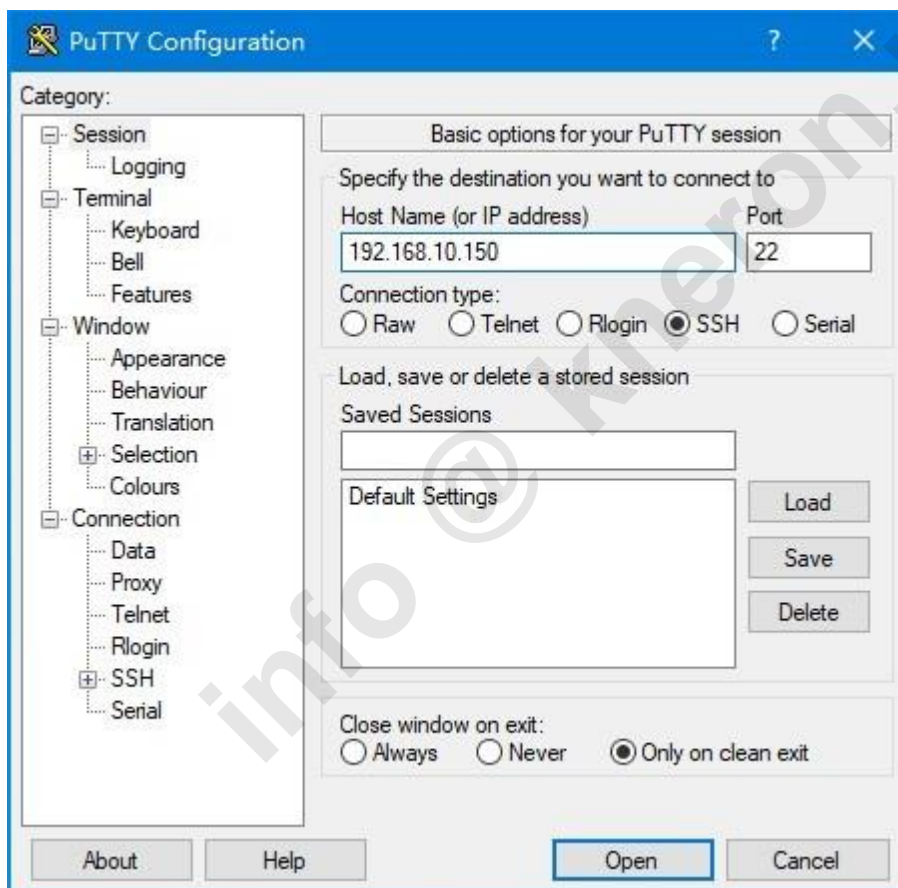 PuTTY Configuration
?
Category:
Session
Logging
Terminal
Keyboard
Bell
Features
Window
Appearance
Behaviour
Translation
Selection
Colours
Connection
Data
Proxy
Telnet
Rlogin
SSH
Serial
Basic options for your PuTTY session
Specify the destination you want to connect to
Host Name (or IP address) Port
192.168.10.150 22
Connection type:
Raw Telnet Rlogin SSH Serial
Load, save or delete a stored session
Saved Sessions
Default Settings
Load
Save
Delete
Close window on exit:
Always Never Only on clean exit
About Help Open Cancel
info @ kneron.